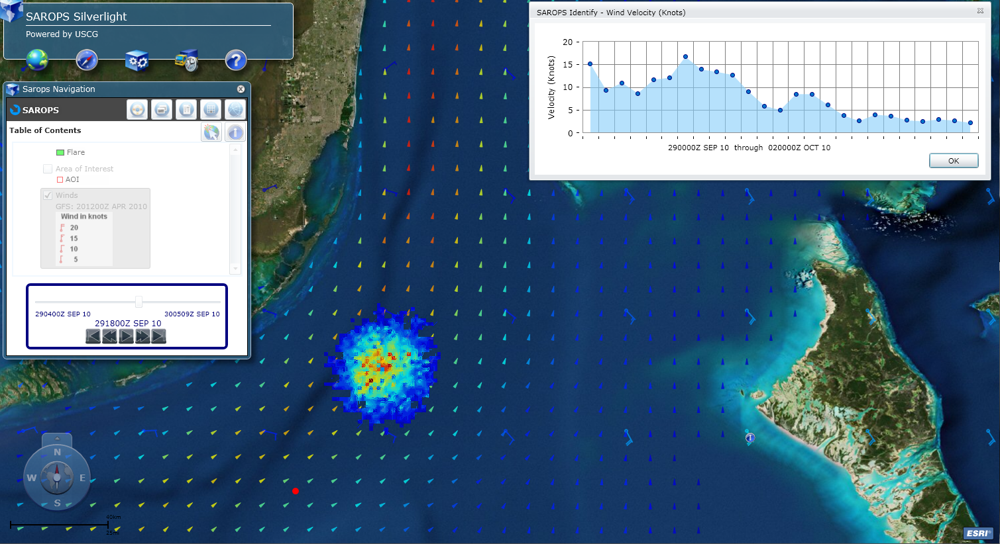 SAROPS Silverlight
Powered by USCG
?
Sarops Navigation
SAROPS
Table of Contents
Flare
Area of Interest
AOI
Winds
GFS: 201200Z APR 2010
Wind in knots
20
15
10
5
290400Z SEP 10
300509Z SEP 10
291800Z SEP 10
N
W
E
S
40km
25mi
SAROPS Identify - Wind Velocity (Knots)
Velocity (Knots)
20
15
10
5
0
290000Z SEP 10 through 020000Z OCT 10
OK
i
ESRI